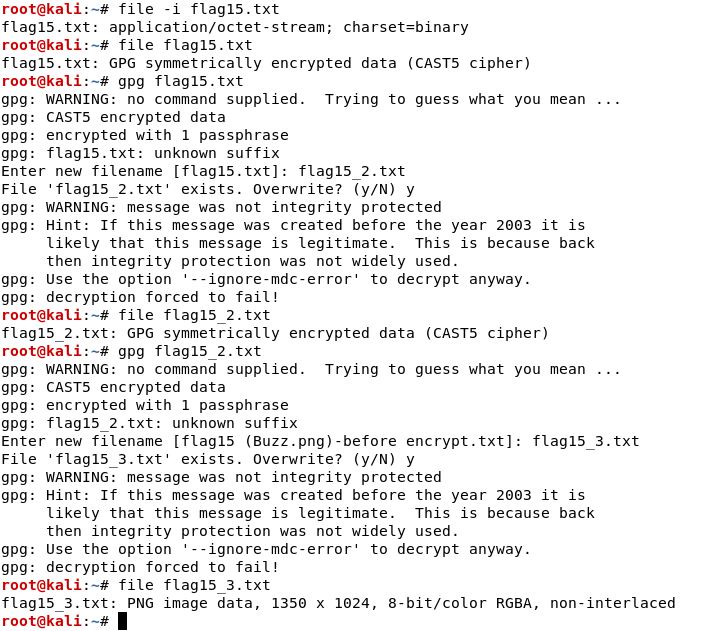 root@kali:~# file -i flag15.txt
flag15.txt: application/octet-stream; charset=binary
root@kali:~# file flag15.txt
flag15.txt: GPG symmetrically encrypted data (CAST5 cipher)
root@kali:~# gpg flag15.txt
gpg: WARNING: no command supplied.  Trying to guess what you mean ...
gpg: CAST5 encrypted data
gpg: encrypted with 1 passphrase
gpg: flag15.txt: unknown suffix
Enter new filename [flag15.txt]: flag15_2.txt
File 'flag15_2.txt' exists. Overwrite? (y/N) y
gpg: WARNING: message was not integrity protected
gpg: Hint: If this message was created before the year 2003 it is
     likely that this message is legitimate.  This is because back
     then integrity protection was not widely used.
gpg: Use the option '--ignore-mdc-error' to decrypt anyway.
gpg: decryption forced to fail!
root@kali:~# file flag15_2.txt
flag15_2.txt: GPG symmetrically encrypted data (CAST5 cipher)
root@kali:~# gpg flag15_2.txt
gpg: WARNING: no command supplied.  Trying to guess what you mean ...
gpg: CAST5 encrypted data
gpg: encrypted with 1 passphrase
gpg: flag15_2.txt: unknown suffix
Enter new filename [flag15 (Buzz.png)-before encrypt.txt]: flag15_3.txt
File 'flag15_3.txt' exists. Overwrite? (y/N) y
gpg: WARNING: message was not integrity protected
gpg: Hint: If this message was created before the year 2003 it is
     likely that this message is legitimate.  This is because back
     then integrity protection was not widely used.
gpg: Use the option '--ignore-mdc-error' to decrypt anyway.
gpg: decryption forced to fail!
root@kali:~# file flag15_3.txt
flag15_3.txt: PNG image data, 1350 x 1024, 8-bit/color RGBA, non-interlaced
root@kali:~#